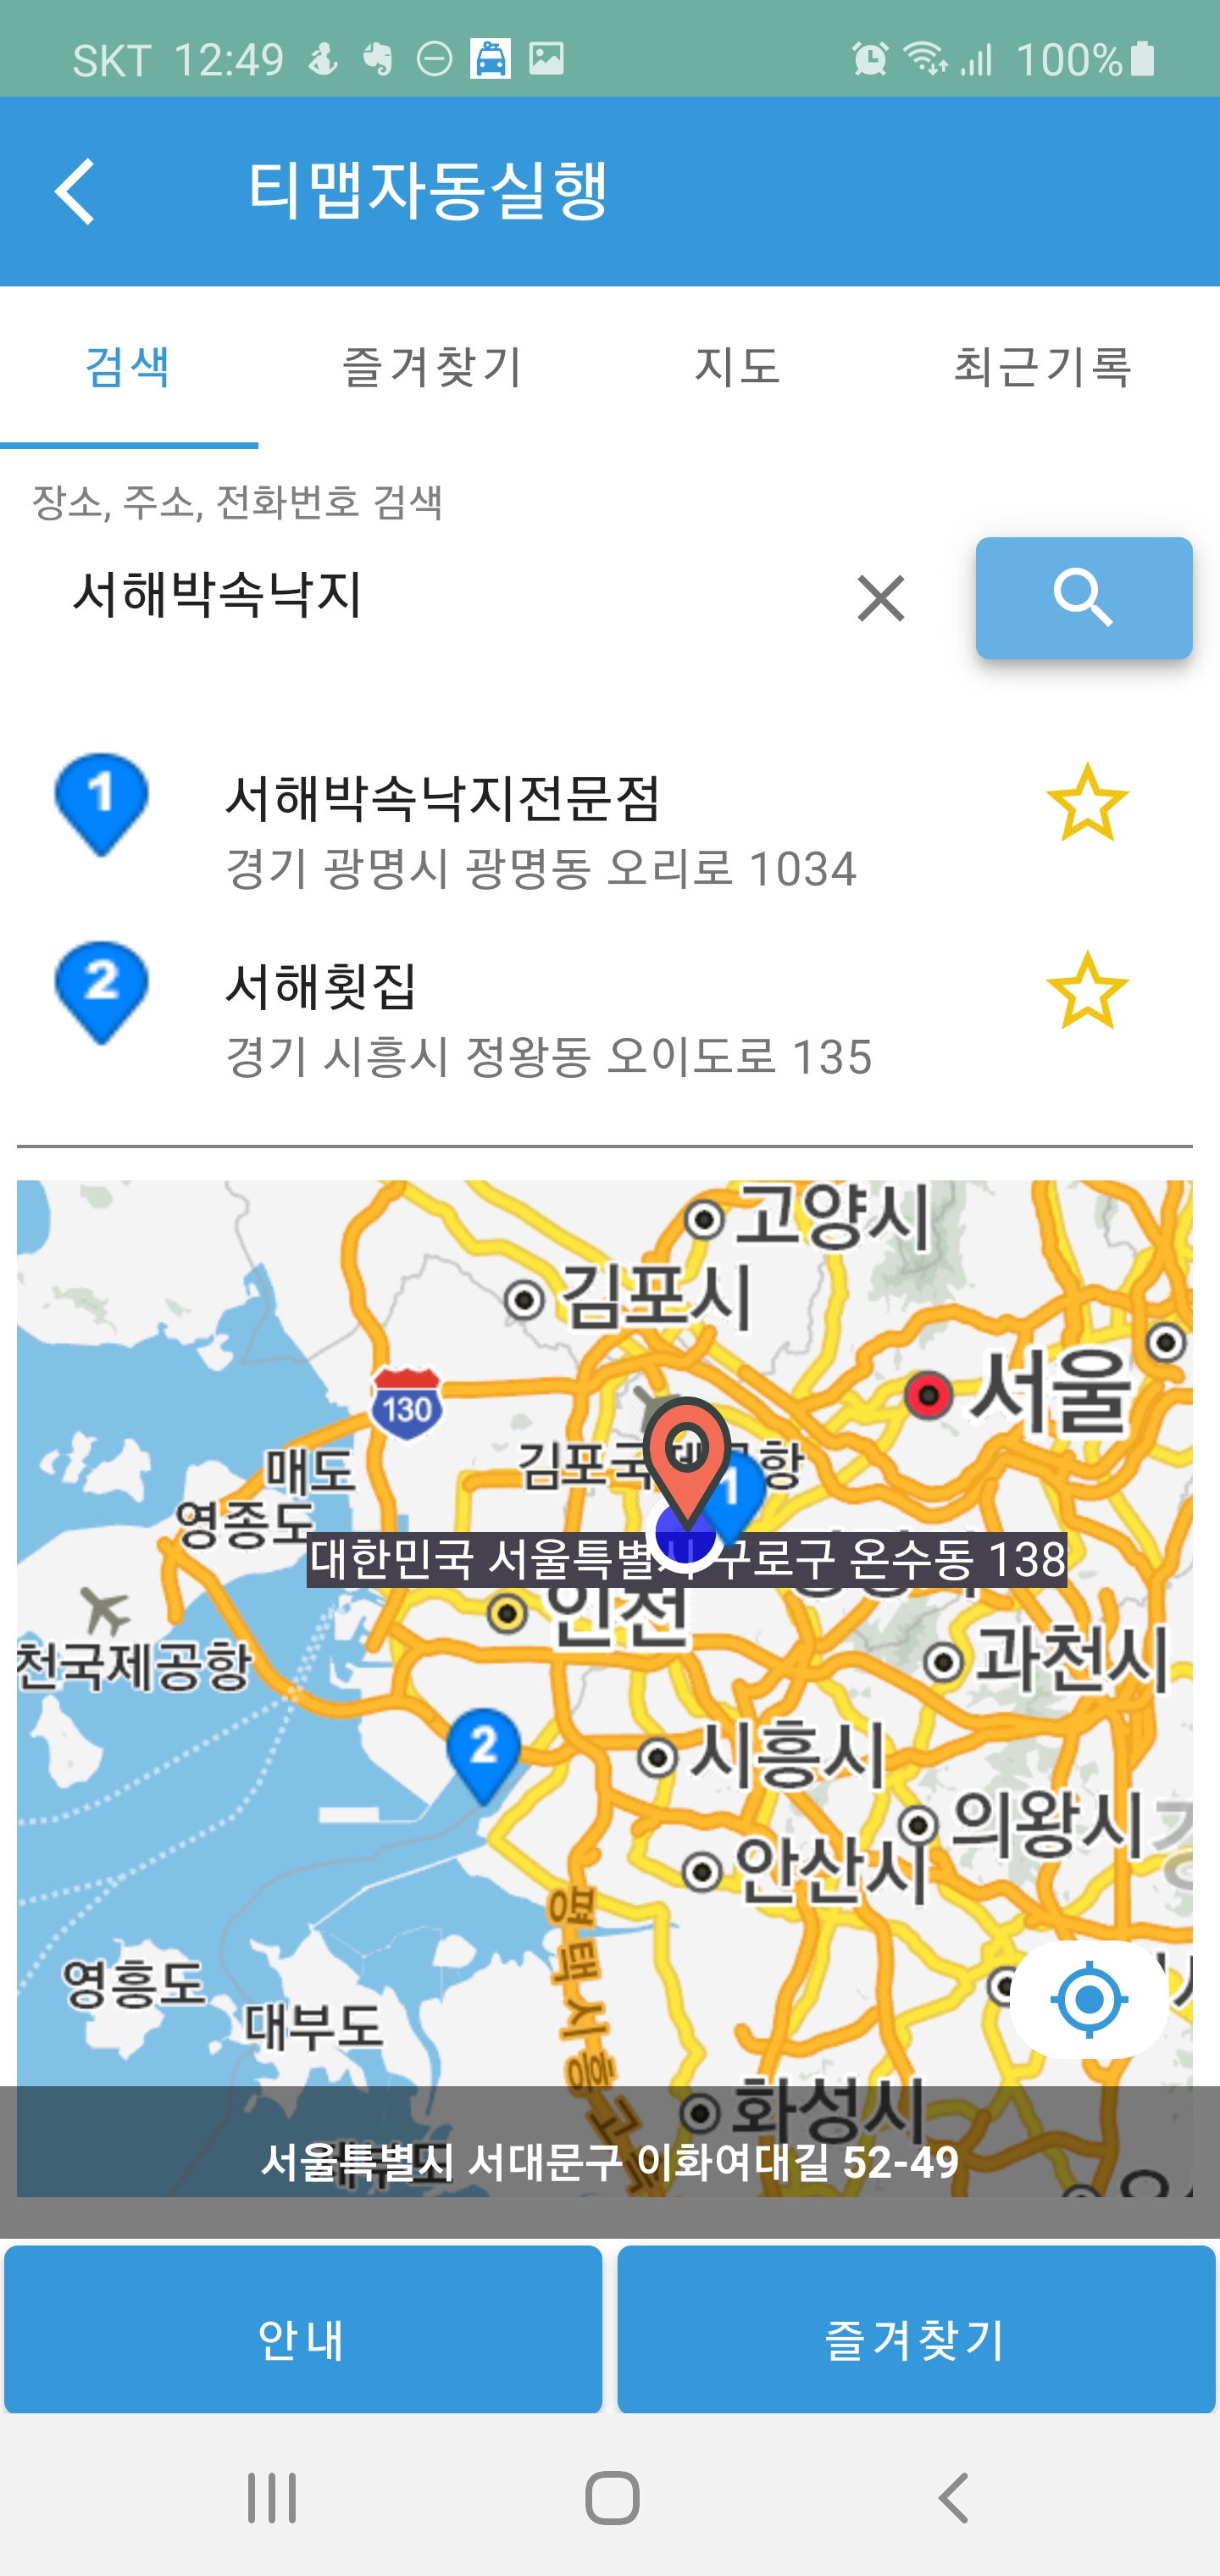 SKT 12:49 100%
티맵자동실행
검색 즐겨찾기 지도 최근기록
장소, 주소, 전화번호 검색
서해박속낙지
1 서해박속낙지전문점
경기 광명시 광명동 오리로 1034
2 서해횟집
경기 시흥시 정왕동 오이도로 135
고양시
김포시
서울
130
매도
김포국제공항
1
영종도
대한민국 서울특별시 구로구 온수동 138
인천
천국제공항
과천시
2
시흥시
의왕시
안산시
평택시흥고속
영흥도
대부도
화성시
서울특별시 서대문구 이화여대길 52-49
안내 즐겨찾기